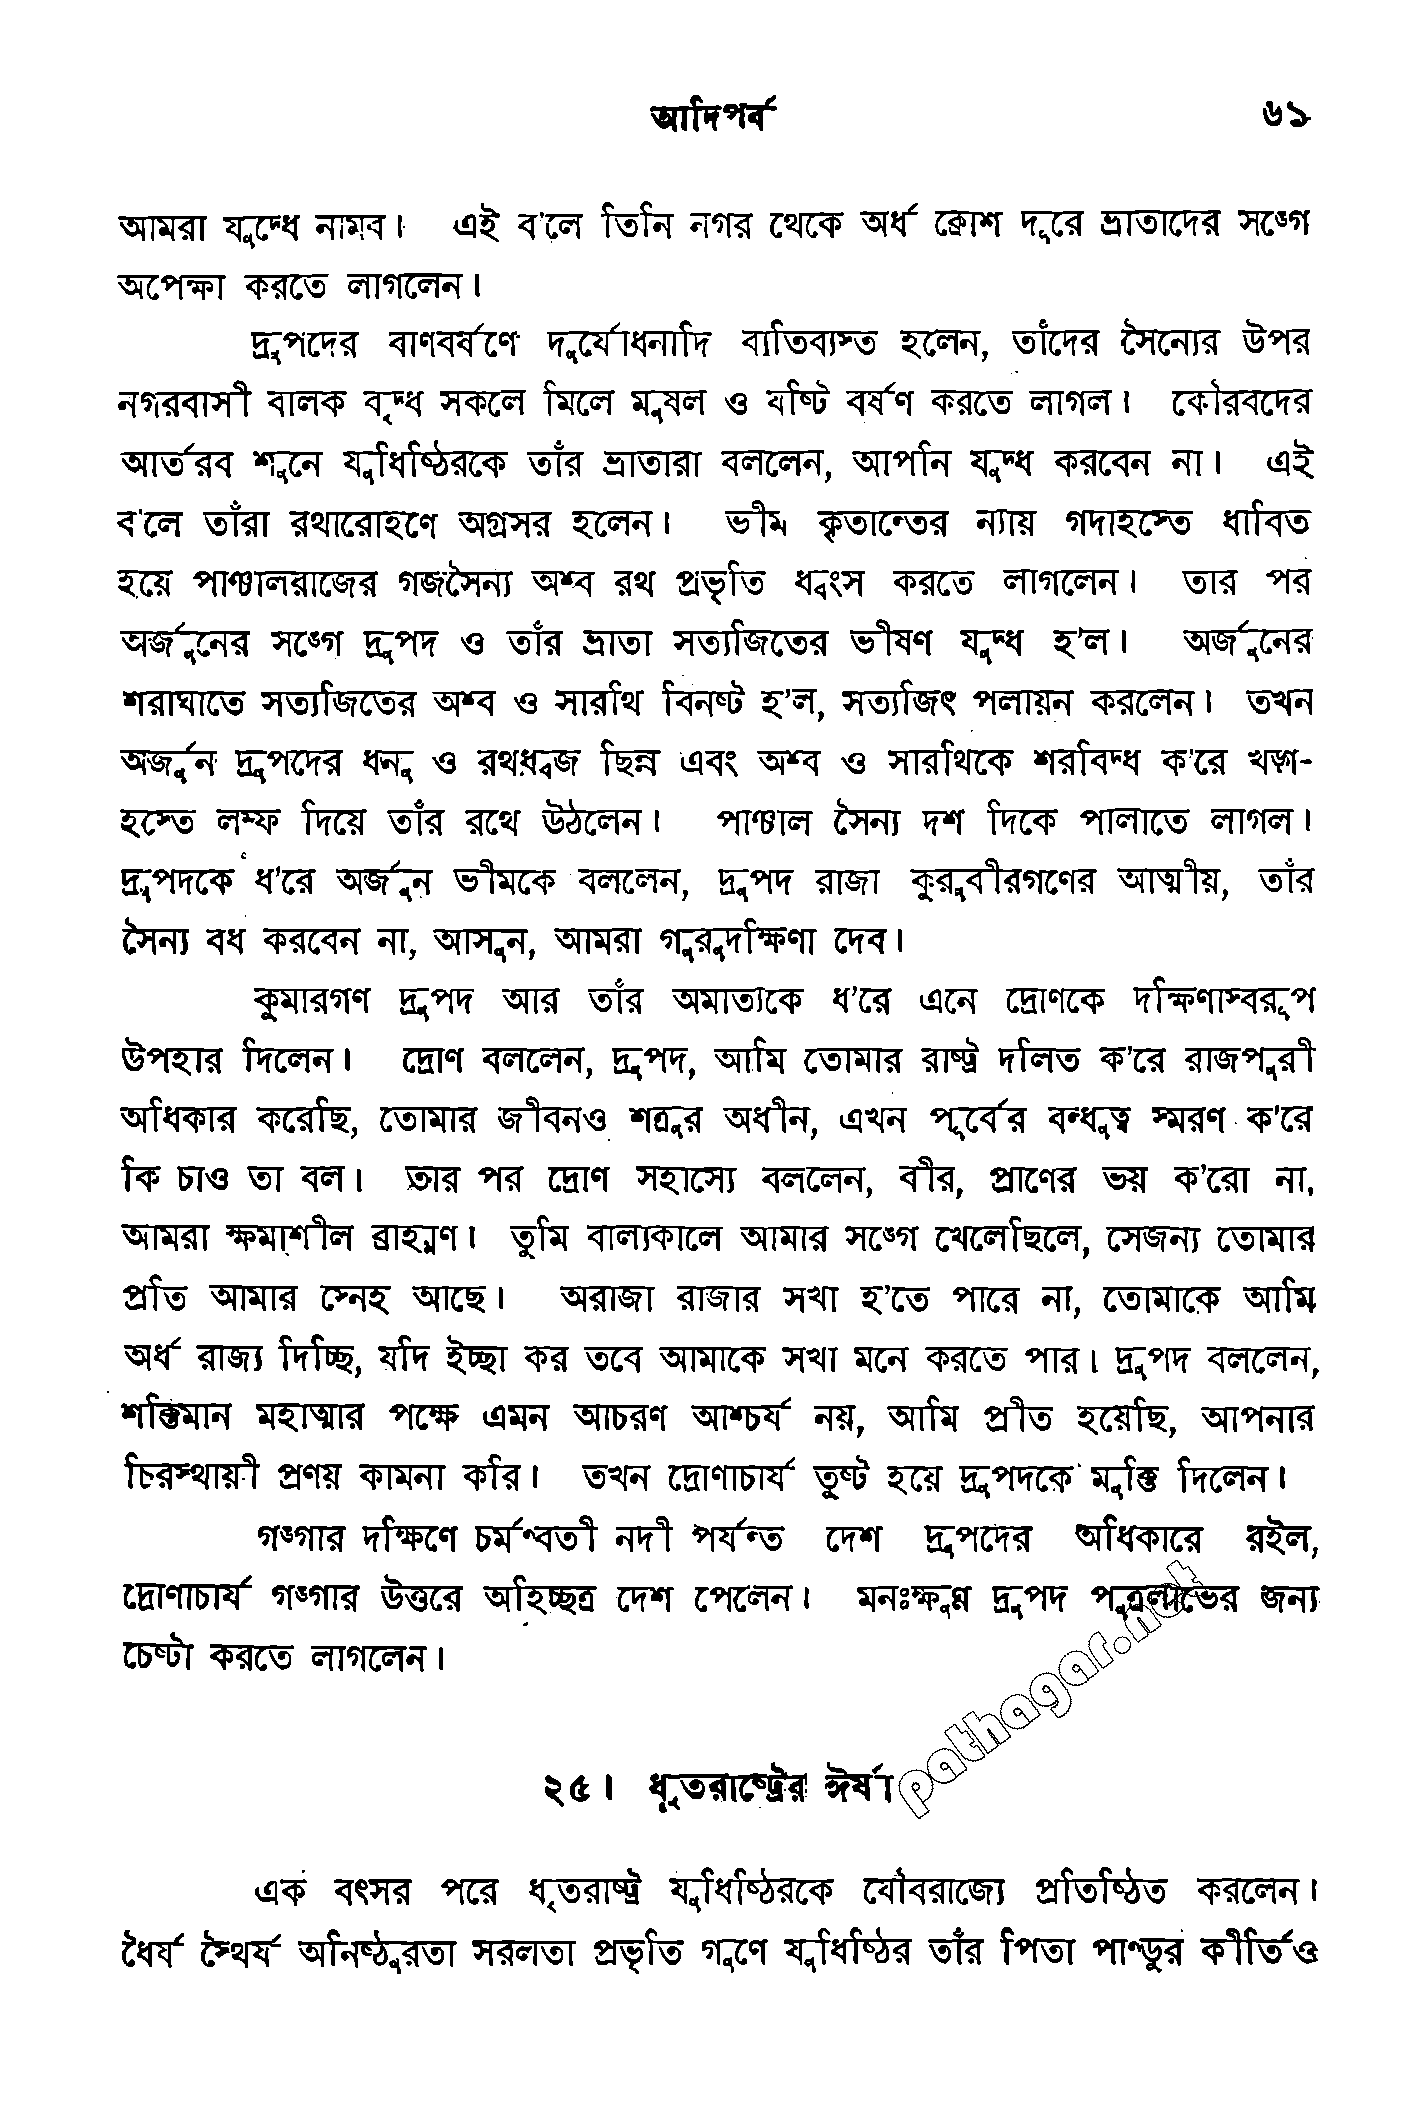 আদিপর্ব ৬১
আমরা যুদ্ধে নামব। এই ব'লে তিনি নগর থেকে অর্ধ ক্রোশ দূরে ভ্রাতাদের সঙ্গে
অপেক্ষা করতে লাগলেন।
দ্রুপদের বাণবর্ষণে দুর্যোধনাদি ব্যতিব্যস্ত হলেন, তাঁদের সৈন্যের উপর
নগরবাসী বালক বৃদ্ধ সকলে মিলে মুষল ও যষ্টি বর্ষণ করতে লাগল। কৌরবদের
আর্তরব শুনে যুধিষ্ঠিরকে তাঁর ভ্রাতারা বললেন, আপনি যুদ্ধ করবেন না। এই
ব'লে তাঁরা রথারোহণে অগ্রসর হলেন। ভীম কৃতান্তের ন্যায় গদাহস্তে ধাবিত
হয়ে পাঞ্চালরাজের গজসৈন্য অশ্ব রথ প্রভৃতি ধ্বংস করতে লাগলেন। তার পর
অর্জুনের সঙ্গে দ্রুপদ ও তাঁর ভ্রাতা সত্যজিতের ভীষণ যুদ্ধ হ'ল। অর্জুনের
শরাঘাতে সত্যজিতের অশ্ব ও সারথি বিনষ্ট হ'ল, সত্যজিৎ পলায়ন করলেন। তখন
অর্জুন দ্রুপদের ধনু ও রথধ্বজ ছিন্ন এবং অশ্ব ও সারথিকে শরবিদ্ধ ক'রে খড়্গ-
হস্তে লম্ফ দিয়ে তাঁর রথে উঠলেন। পাঞ্চাল সৈন্য দশ দিকে পালাতে লাগল।
দ্রুপদকে ধ'রে অর্জুন ভীমকে বললেন, দ্রুপদ রাজা কুরুবীরগণের আত্মীয়, তাঁর
সৈন্য বধ করবেন না, আসুন, আমরা গুরুদক্ষিণা দেব।
কুমারগণ দ্রুপদ আর তাঁর অমাত্যকে ধ'রে এনে দ্রোণকে দক্ষিণাস্বরূপ
উপহার দিলেন। দ্রোণ বললেন, দ্রুপদ, আমি তোমার রাষ্ট্র দলিত ক'রে রাজপুরী
অধিকার করেছি, তোমার জীবনও শত্রুর অধীন, এখন পূর্বের বন্ধুত্ব স্মরণ ক'রে
কি চাও তা বল। তার পর দ্রোণ সহাস্যে বললেন, বীর, প্রাণের ভয় ক'রো না,
আমরা ক্ষমাশীল ব্রাহ্মণ। তুমি বাল্যকালে আমার সঙ্গে খেলেছিলে, সেজন্য তোমার
প্রতি আমার স্নেহ আছে। অরাজা রাজার সখা হ'তে পারে না, তোমাকে আমি
অর্ধ রাজ্য দিচ্ছি, যদি ইচ্ছা কর তবে আমাকে সখা মনে করতে পার। দ্রুপদ বললেন,
শক্তিমান মহাত্মার পক্ষে এমন আচরণ আশ্চর্য নয়, আমি প্রীত হয়েছি, আপনার
চিরস্থায়ী প্রণয় কামনা করি। তখন দ্রোণাচার্য তুষ্ট হয়ে দ্রুপদকে মুক্তি দিলেন।
গঙ্গার দক্ষিণে চর্মণ্বতী নদী পর্যন্ত দেশ দ্রুপদের অধিকারে রইল,
দ্রোণাচার্য গঙ্গার উত্তরে অহিচ্ছত্র দেশ পেলেন। মনঃক্ষুণ্ণ দ্রুপদ পুত্রলাভের জন্য
চেষ্টা করতে লাগলেন।
pathagar.net
২৫। ধৃতরাষ্ট্রের ঈর্ষা
এক বৎসর পরে ধৃতরাষ্ট্র যুধিষ্ঠিরকে যৌবরাজ্যে প্রতিষ্ঠিত করলেন।
ধৈর্য স্থৈর্য অনিষ্ঠুরতা সরলতা প্রভৃতি গুণে যুধিষ্ঠির তাঁর পিতা পাণ্ডুর কীর্তিও